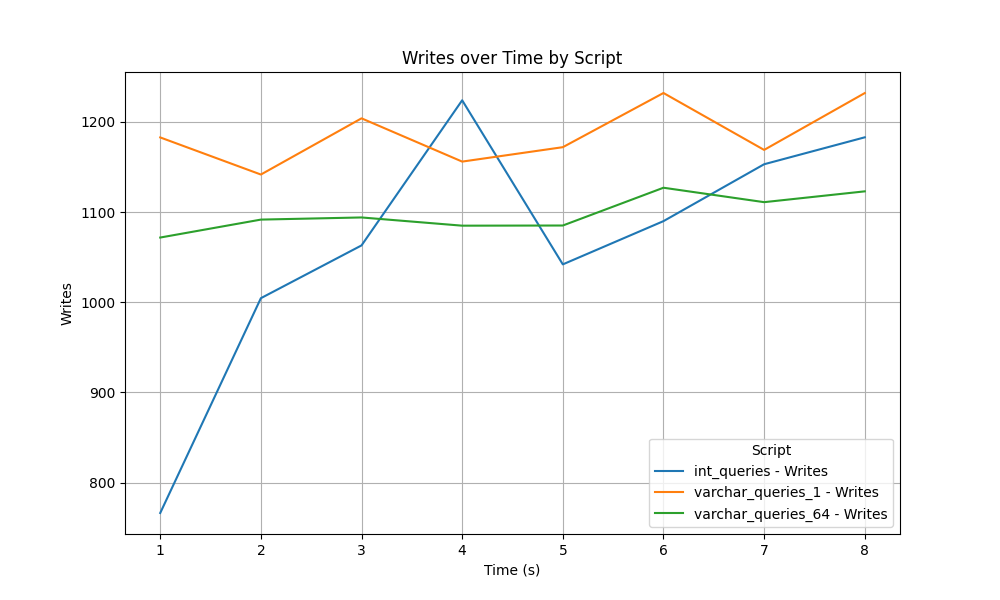 Writes over Time by Script
1200
1100
1000
900
800
Writes
1 2 3 4 5 6 7 8
Time (s)
Script
int_queries - Writes
varchar_queries_1 - Writes
varchar_queries_64 - Writes